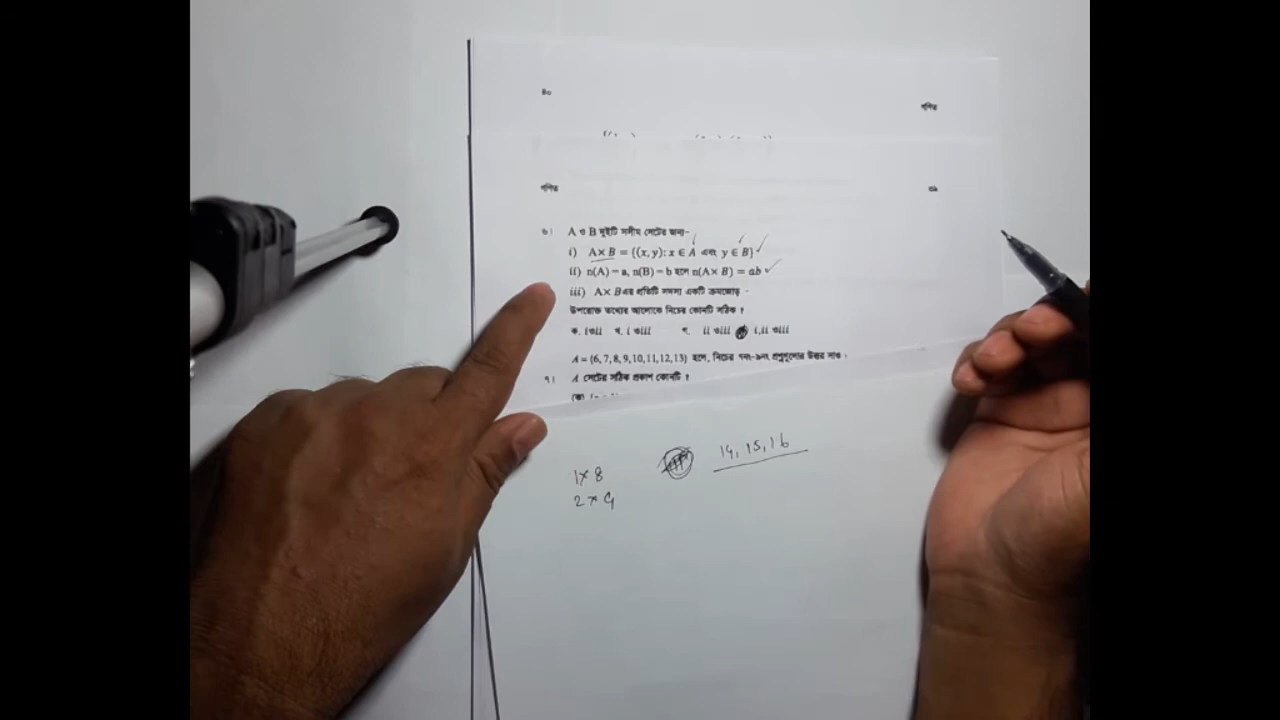 ৪০
গণিত
গণিত
৩৯
৬। A ও B দুইটি সসীম সেটের জন্য-
i) A×B = {(x, y): x ∈ A এবং y ∈ B}
ii) n(A) = a, n(B) = b হলে n(A×B) = ab
iii) A×B এর প্রতিটি সদস্য একটি ক্রমজোড়
উপরোক্ত তথ্যের আলোকে নিচের কোনটি সঠিক ?
ক. i ও ii খ. i ও iii গ. ii ও iii i, ii ও iii
A = {6, 7, 8, 9, 10, 11, 12, 13} হলে, নিচের ৭নং-৯নং প্রশ্নগুলোর উত্তর দাও :
৭। A সেটের সঠিক প্রকাশ কোনটি ?
(ক)
14, 15, 16
1 × 8
2 × 4